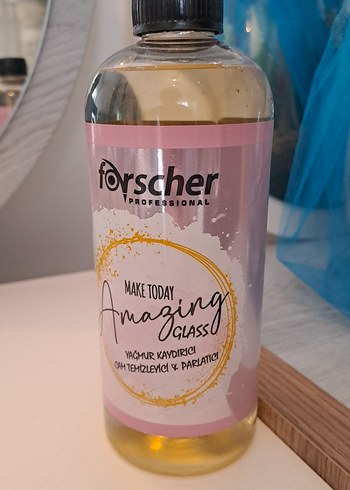 forscher
PROFESSIONAL
MAKE TODAY
Amazing
GLASS
YAĞMUR KAYDIRICI
CAM TEMİZLEYİCİ & PARLATICI